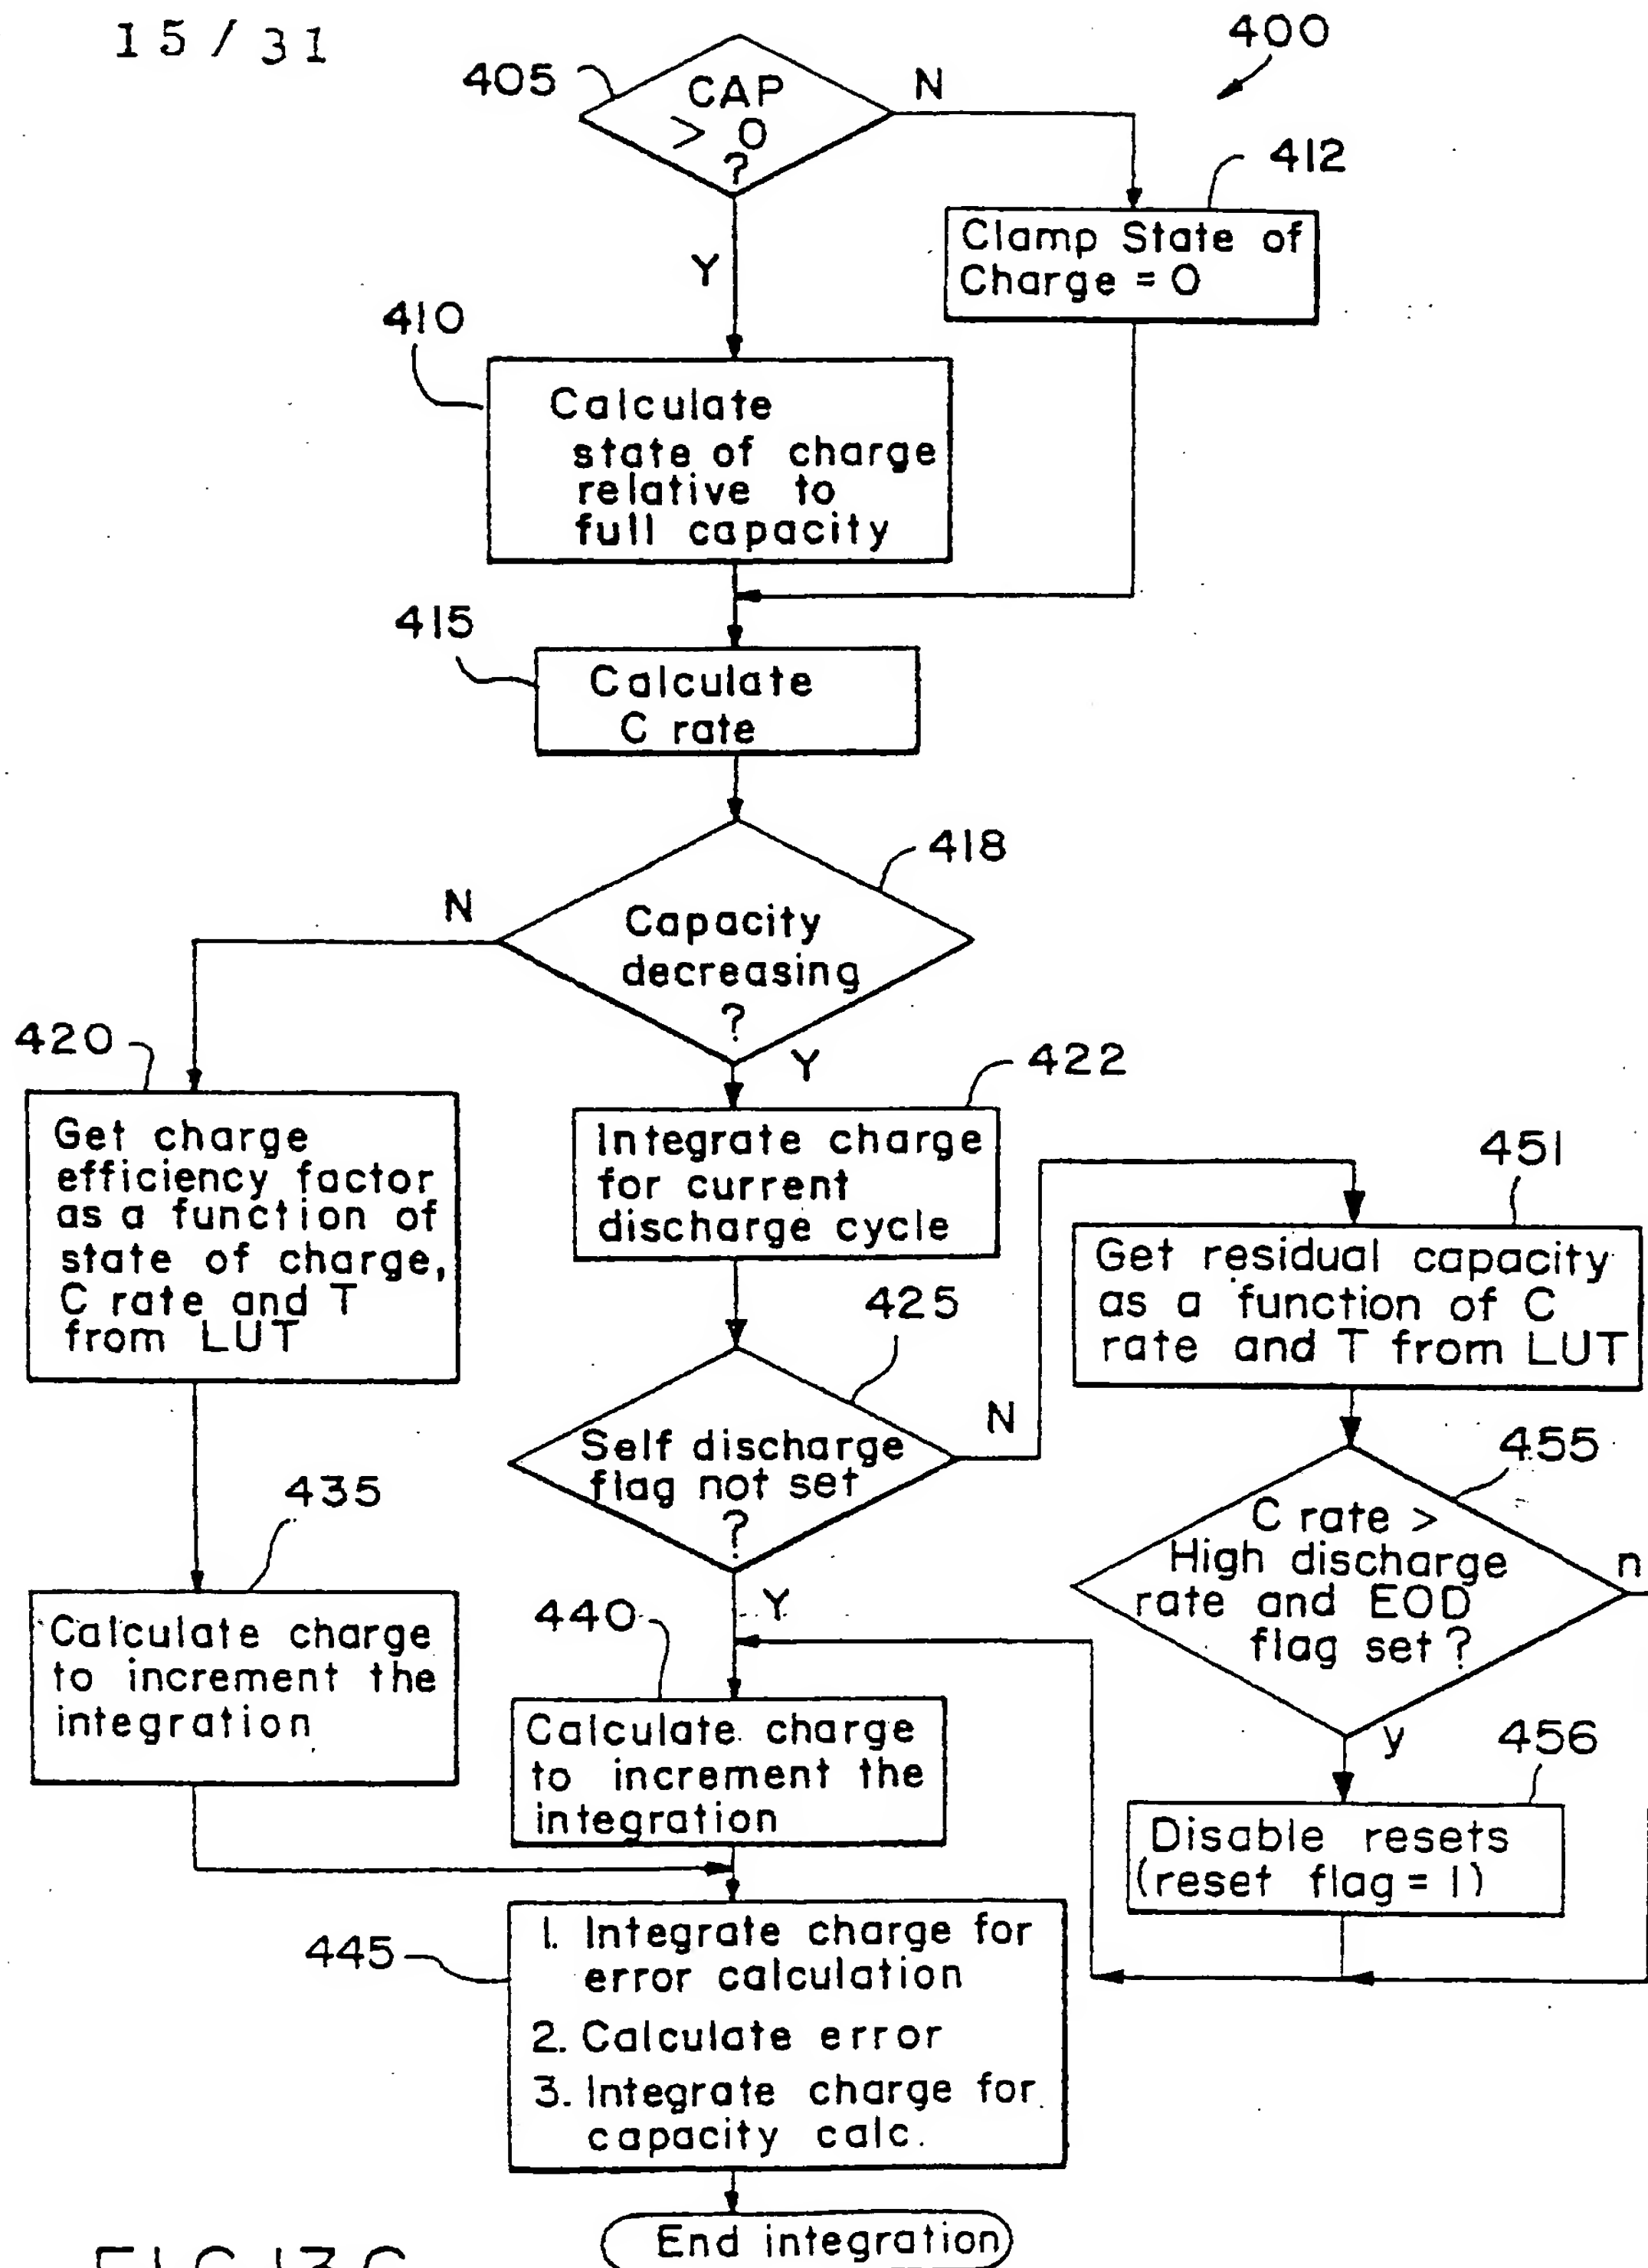 15/31
400
405
CAP
> 0
?
N
412
Clamp State of
Charge = 0
Y
410
Calculate
state of charge
relative to
full capacity
415
Calculate
C rate
418
N
Capacity
decreasing
?
Y
420
Get charge
efficiency factor
as a function of
state of charge,
C rate and T
from LUT
422
Integrate charge
for current
discharge cycle
451
Get residual capacity
as a function of C
rate and T from LUT
425
N
Self discharge
flag not set
?
Y
455
C rate >
High discharge
rate and EOD
flag set?
n
y
435
Calculate charge
to increment the
integration
440
Calculate charge
to increment the
integration
456
Disable resets
(reset flag = 1)
445
1. Integrate charge for
error calculation
2. Calculate error
3. Integrate charge for
capacity calc.
End integration
FIG.13C